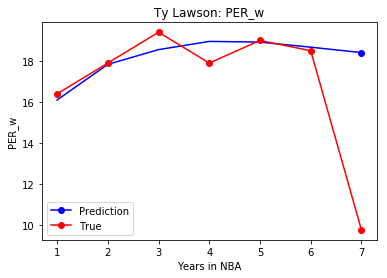 Ty Lawson: PER_w
PER_w
18
16
14
12
10
Prediction
True
1 2 3 4 5 6 7
Years in NBA